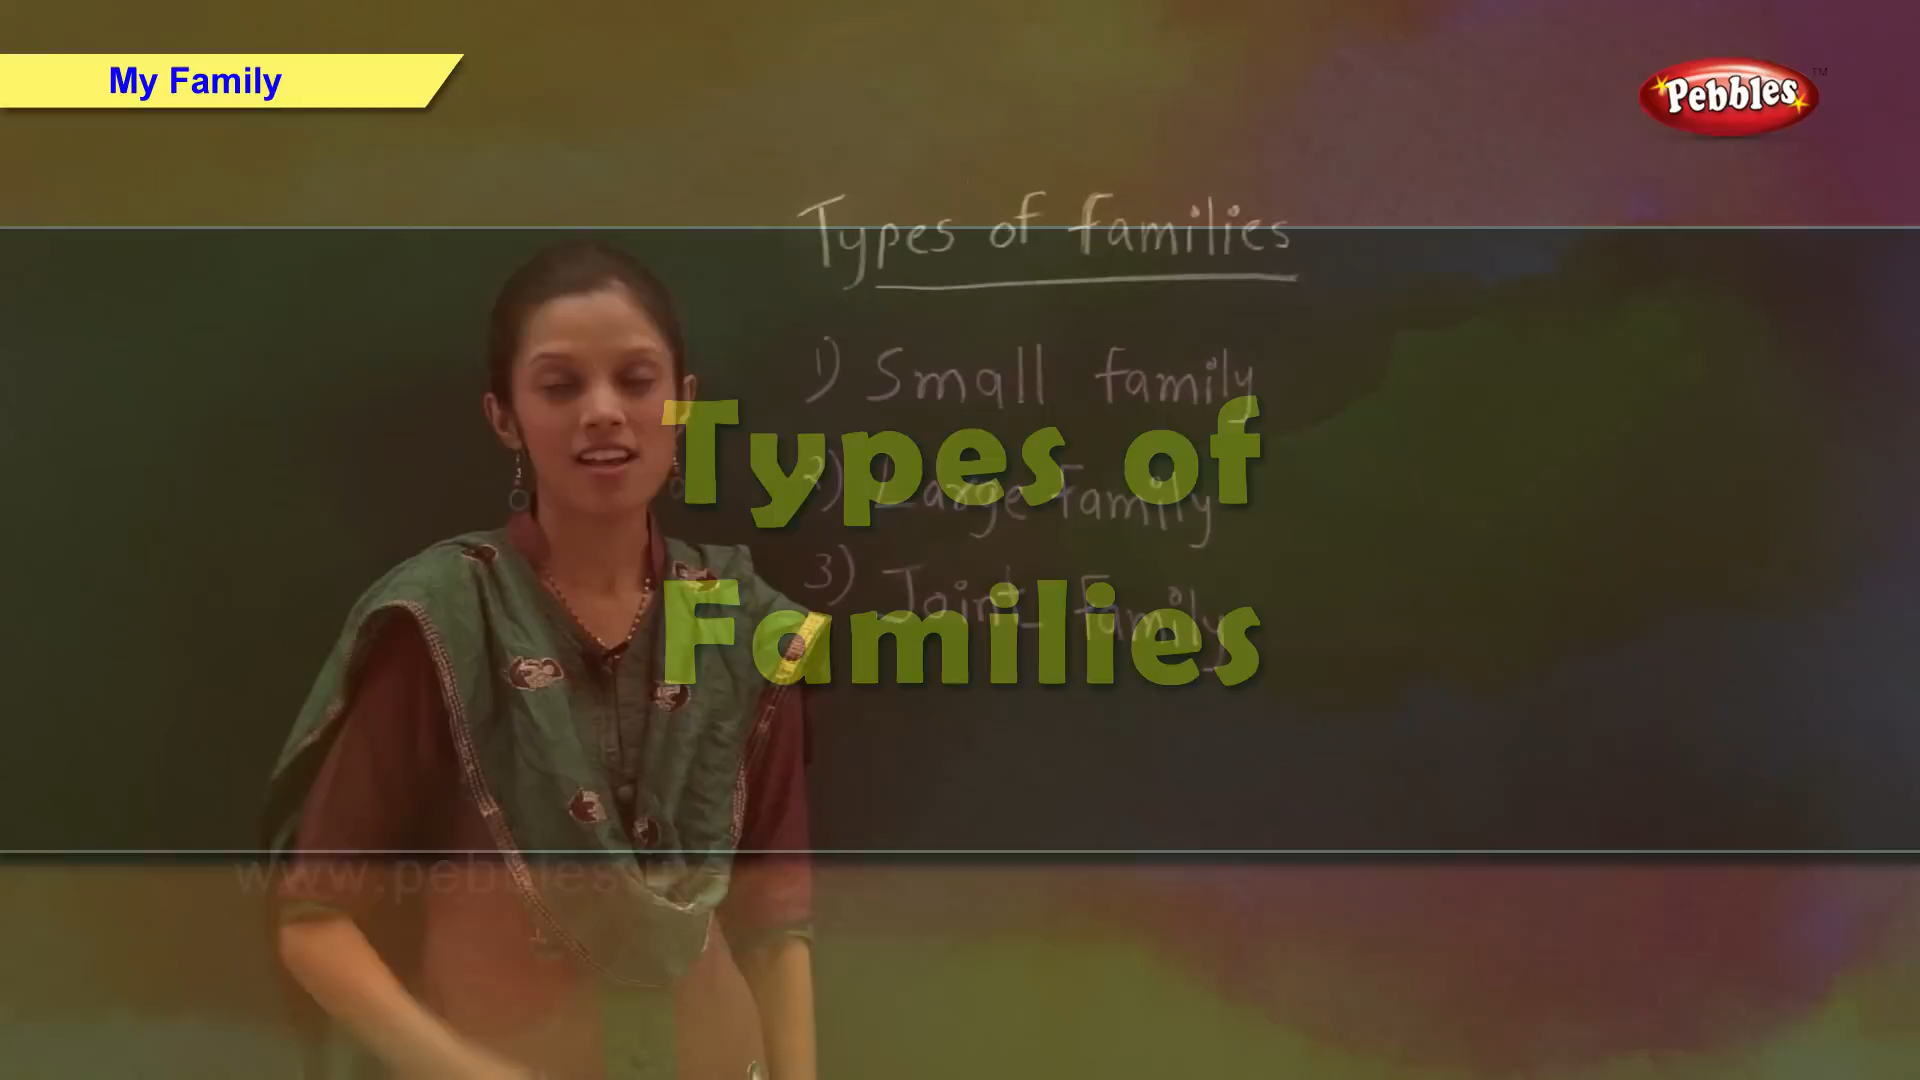 My Family
Pebbles
TM
Types of families
1) Small family
2) Large Family
3) Joint Family
Types of
Families
www.pebbles